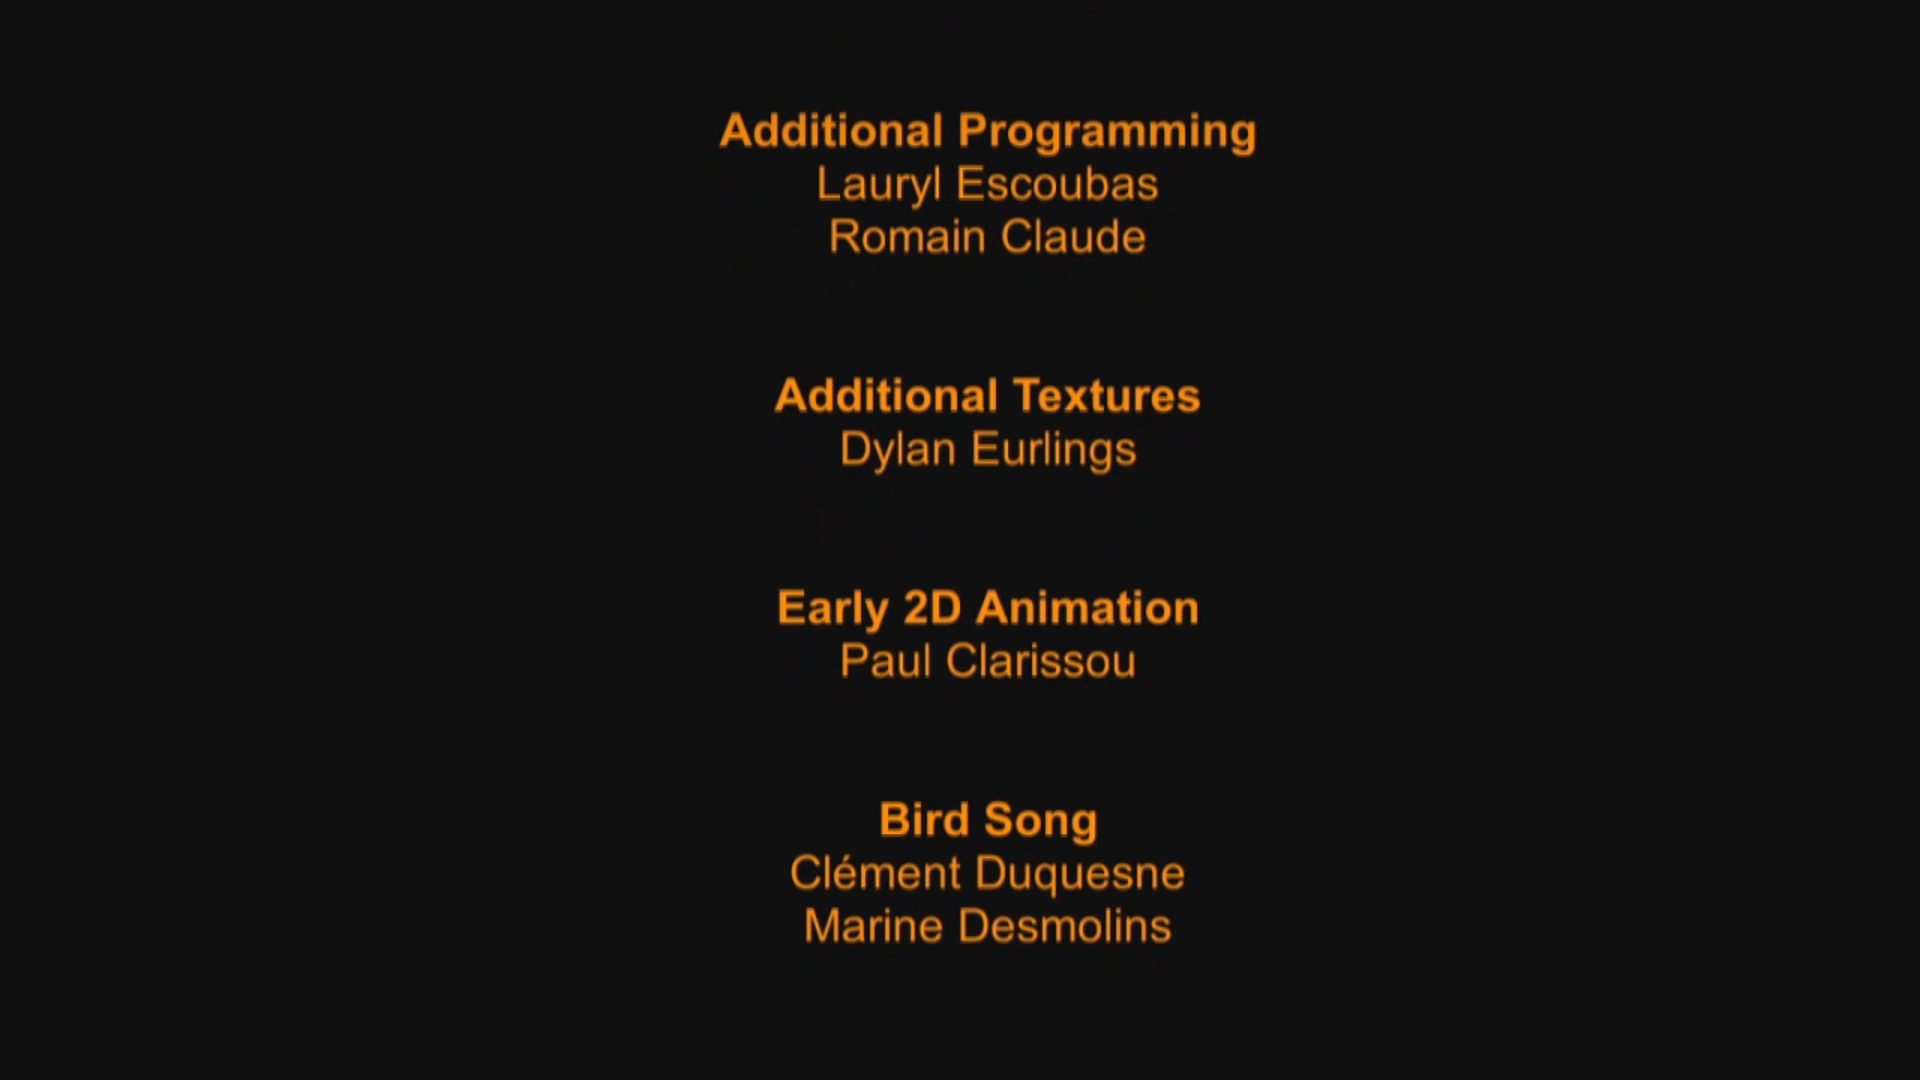 Additional Programming
Lauryl Escoubas
Romain Claude
Additional Textures
Dylan Eurlings
Early 2D Animation
Paul Clarissou
Bird Song
Clément Duquesne
Marine Desmolins